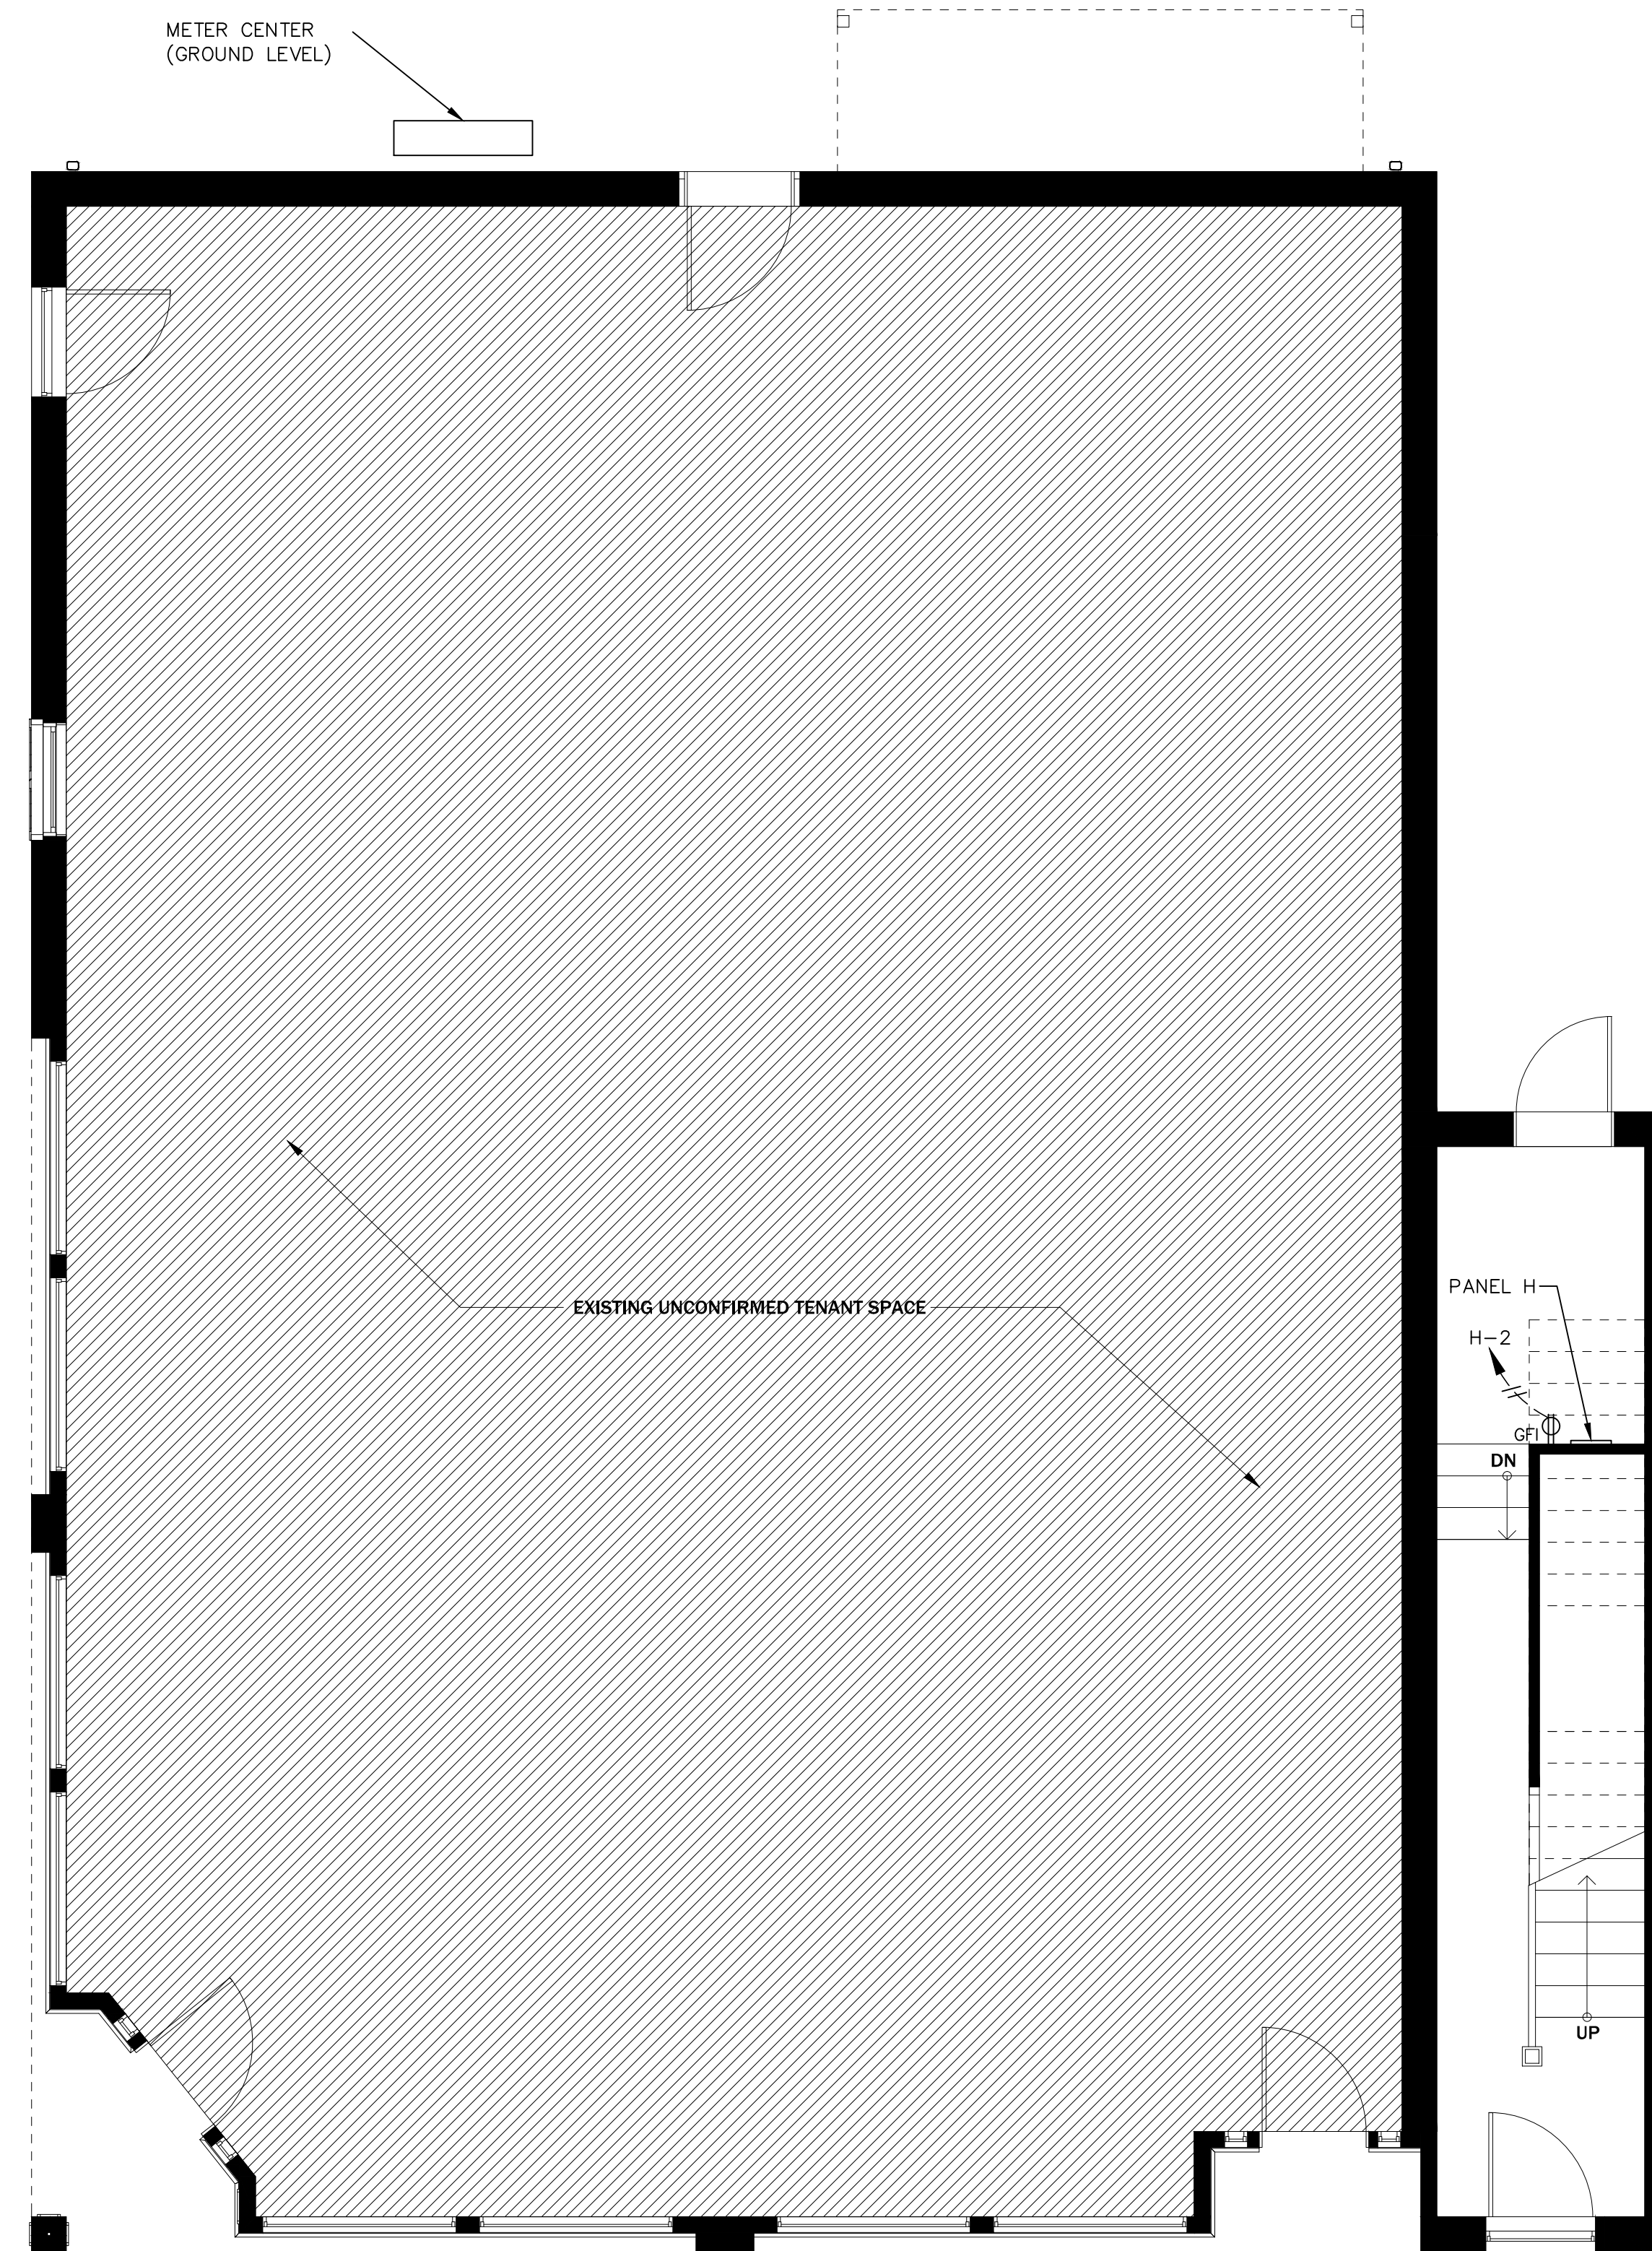 METER CENTER
(GROUND LEVEL)
EXISTING UNCONFIRMED TENANT SPACE
PANEL H
H-2
GFI
DN
UP